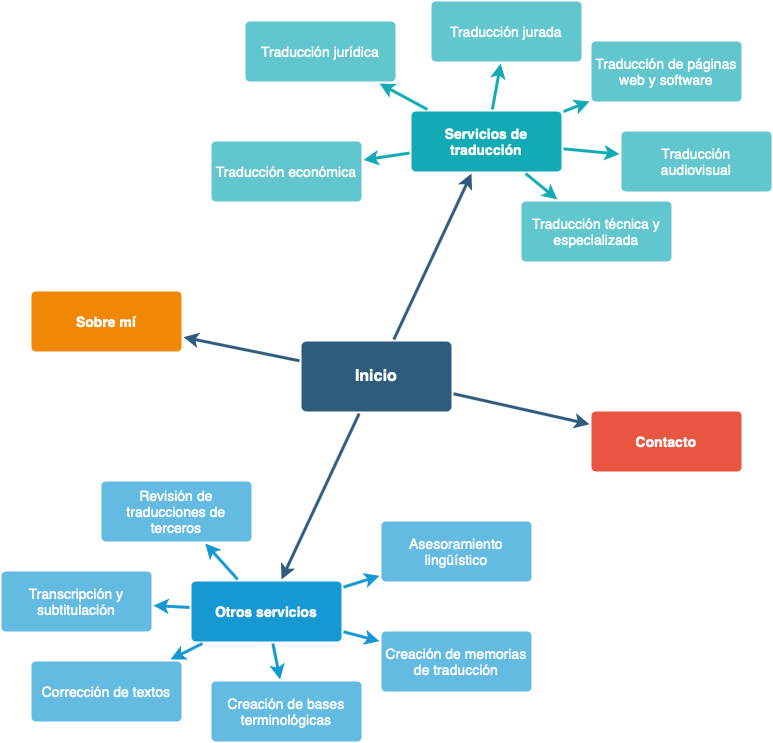 Traducción jurada
Traducción jurídica
Traducción de páginas
web y software
Servicios de
traducción
Traducción
audiovisual
Traducción económica
Traducción técnica y
especializada
Sobre mí
Inicio
Contacto
Revisión de
traducciones de
terceros
Asesoramiento
lingüístico
Transcripción y
subtitulación
Otros servicios
Creación de memorias
de traducción
Corrección de textos
Creación de bases
terminológicas